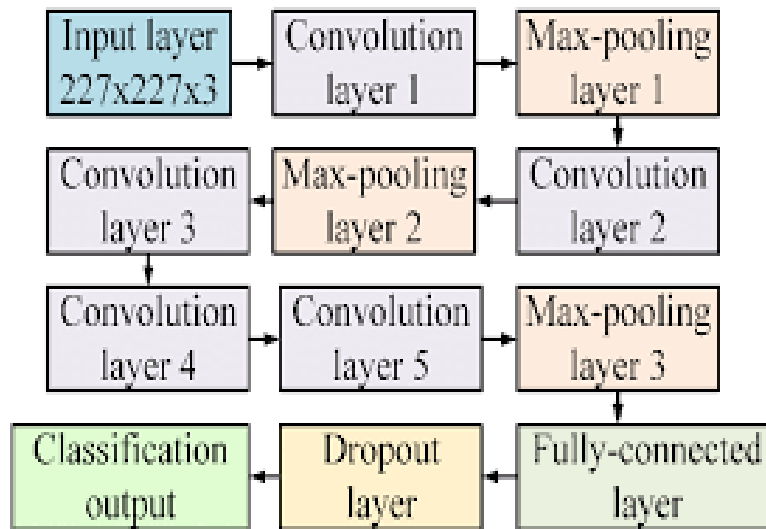 Input layer
227x227x3
Convolution
layer 1
Max-pooling
layer 1
Convolution
layer 2
Max-pooling
layer 2
Convolution
layer 3
Convolution
layer 4
Convolution
layer 5
Max-pooling
layer 3
Fully-connected
layer
Dropout
layer
Classification
output